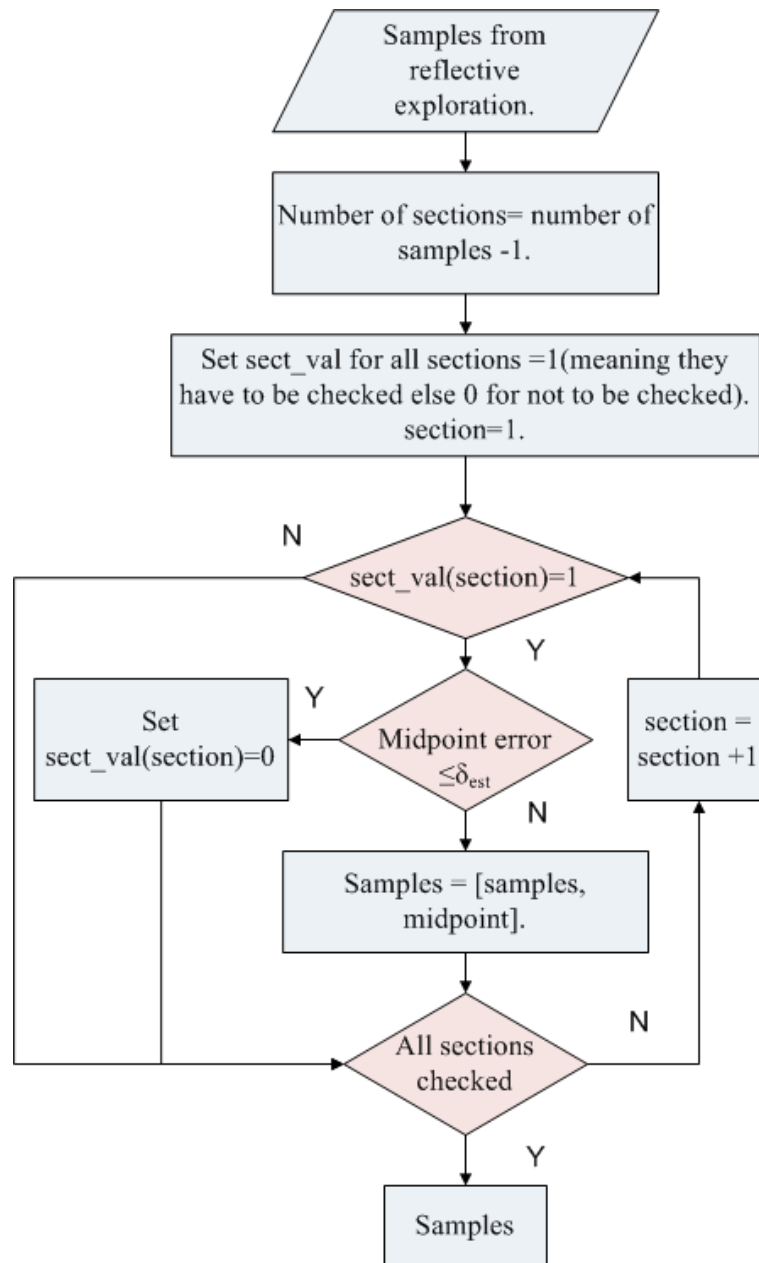 Samples from
reflective
exploration.
Number of sections= number of
samples -1.
Set sect_val for all sections =1(meaning they
have to be checked else 0 for not to be checked).
section=1.
N
sect_val(section)=1
Y
Set
sect_val(section)=0
Y
Midpoint error
≤δest
section =
section +1
N
Samples = [samples,
midpoint].
All sections
checked
N
Y
Samples